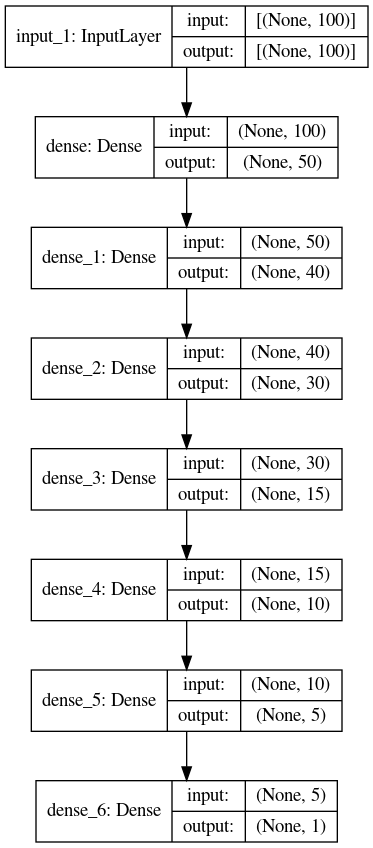 input_1: InputLayer
input: [(None, 100)]
output: [(None, 100)]
dense: Dense
input: (None, 100)
output: (None, 50)
dense_1: Dense
input: (None, 50)
output: (None, 40)
dense_2: Dense
input: (None, 40)
output: (None, 30)
dense_3: Dense
input: (None, 30)
output: (None, 15)
dense_4: Dense
input: (None, 15)
output: (None, 10)
dense_5: Dense
input: (None, 10)
output: (None, 5)
dense_6: Dense
input: (None, 5)
output: (None, 1)